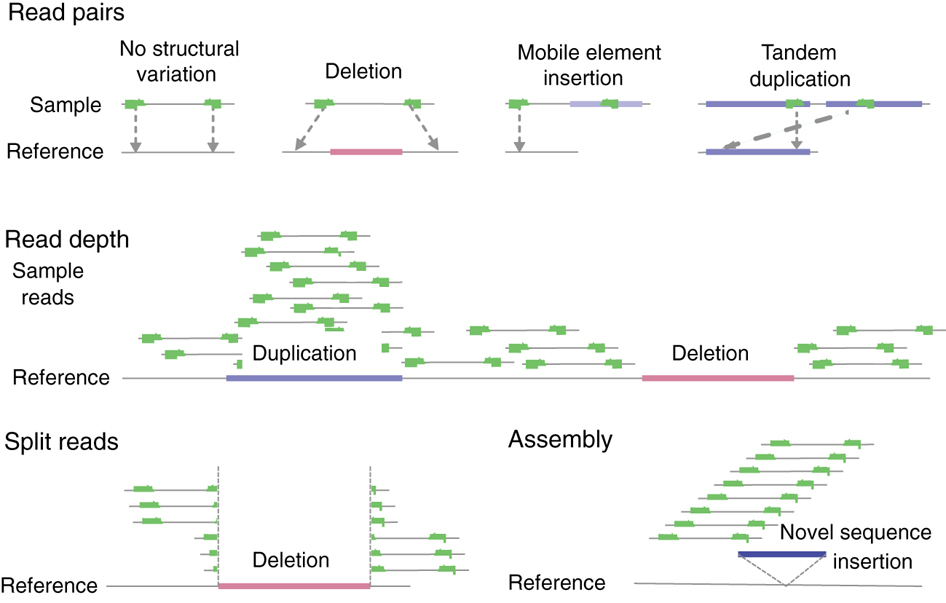 Read pairs
No structural
variation
Deletion
Mobile element
insertion
Tandem
duplication
Sample
Reference
Read depth
Sample
reads
Duplication
Deletion
Reference
Split reads
Deletion
Reference
Assembly
Novel sequence
insertion
Reference